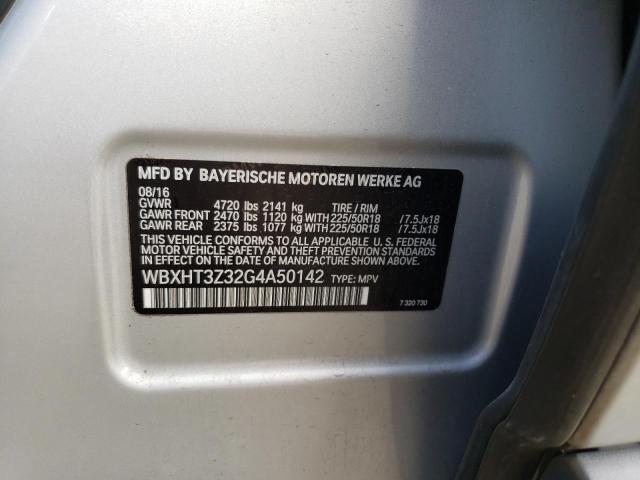 MFD BY BAYERISCHE MOTOREN WERKE AG
08/16
GVWR 4720 lbs 2141 kg TIRE / RIM
GAWR FRONT 2470 lbs 1120 kg WITH 225/50R18 /7.5Jx18
GAWR REAR 2375 lbs 1077 kg WITH 225/50R18 /7.5Jx18
THIS VEHICLE CONFORMS TO ALL APPLICABLE U. S. FEDERAL
MOTOR VEHICLE SAFETY AND THEFT PREVENTION STANDARDS
IN EFFECT ON THE DATE OF MANUFACTURE SHOWN ABOVE.
WBXHT3Z32G4A50142 TYPE: MPV
7 320 730